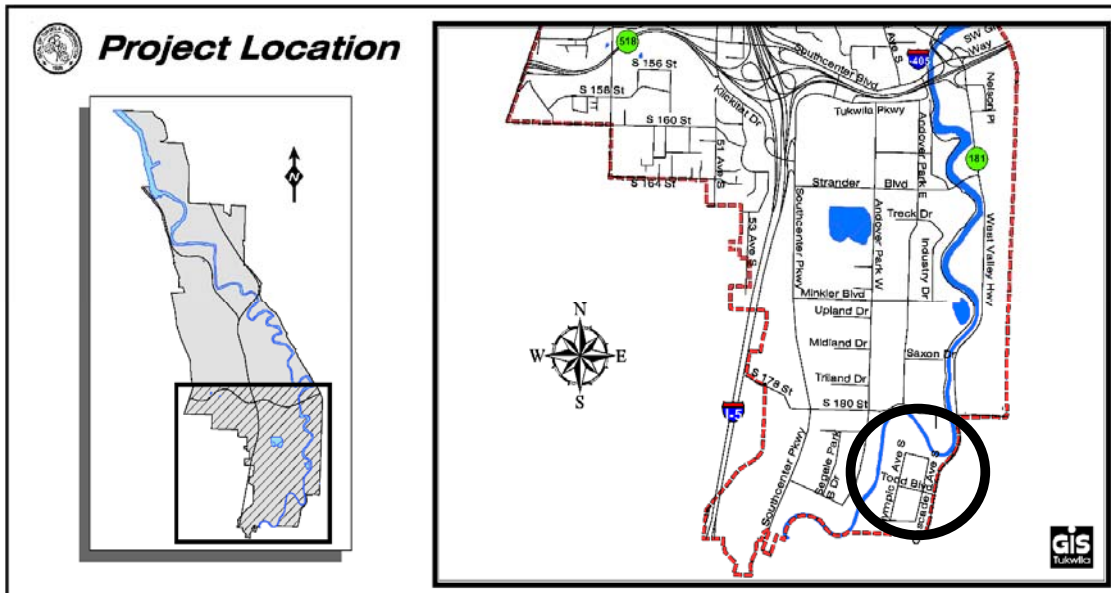 Project Location
N
518
S 156 St
S 158 St
S 160 St
S 164 St
Klickitat Dr
51 Ave S
53 Ave S
Southcenter Blvd
Ave S
I-405
SW G
Way
Nelson Pl
Tukwila Pkwy
Andover Park E
181
Strander Blvd
Treck Dr
Southcenter Pkwy
Andover Park W
Industry Dr
West Valley Hwy
Minkler Blvd
Upland Dr
Midland Dr
Saxon Dr
Triland Dr
S 178 St
S 180 St
N
W E
S
I-5
Southcenter Pkwy
Segale Park
B Dr
Todd Blvd
lympic Ave S
scade Ave S
GIS
Tukwila